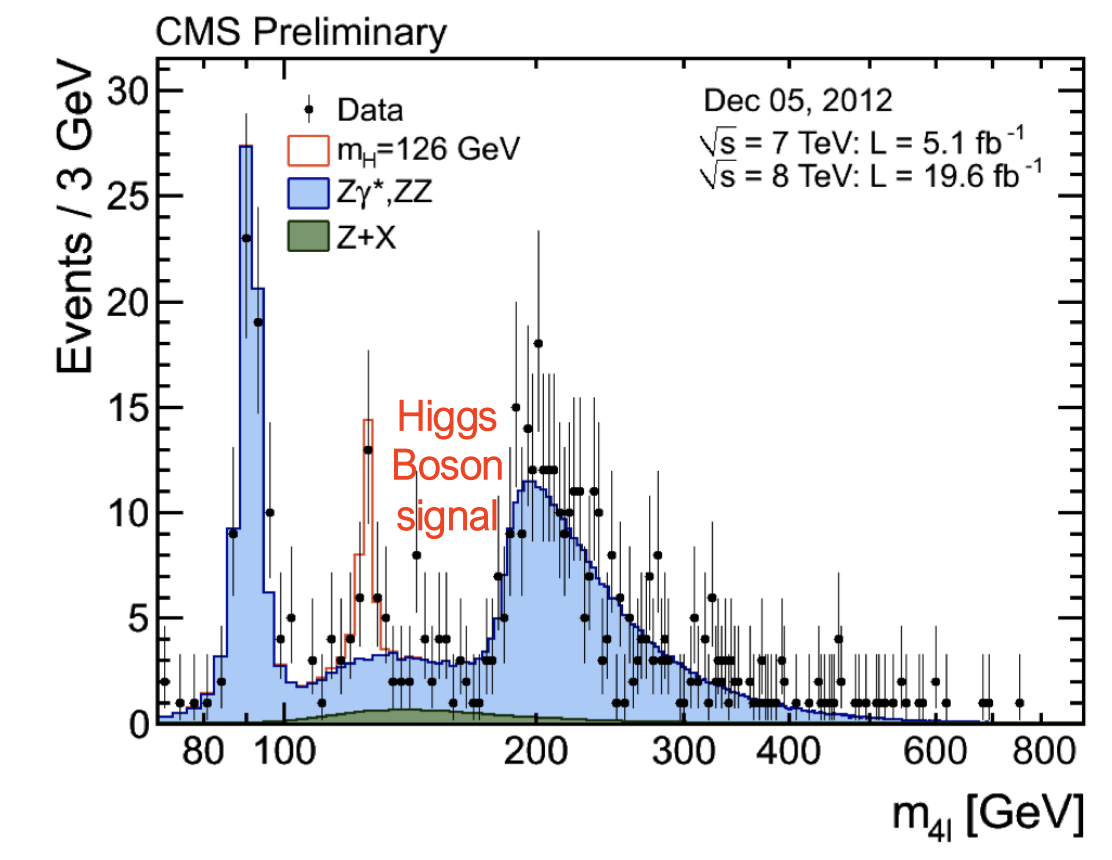 CMS Preliminary
Events / 3 GeV
30
25
20
15
10
5
0
Data
m_H=126 GeV
Zγ*,ZZ
Z+X
Dec 05, 2012
√s = 7 TeV: L = 5.1 fb⁻¹
√s = 8 TeV: L = 19.6 fb⁻¹
Higgs
Boson
signal
80 100 200 300 400 600 800
m_4l [GeV]